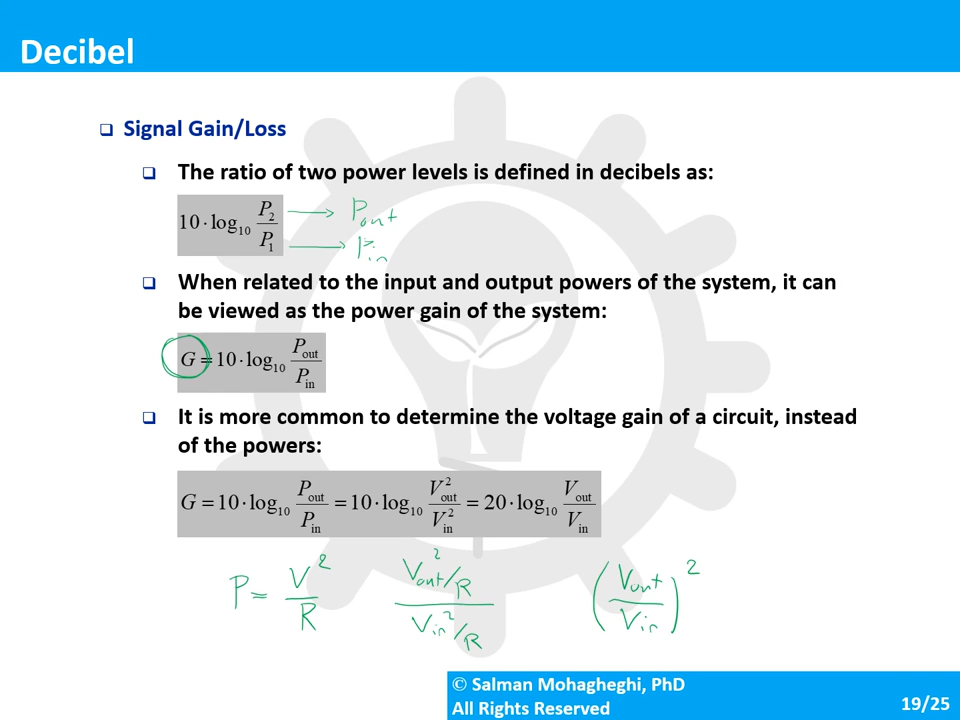 Decibel
❑ Signal Gain/Loss
❑ The ratio of two power levels is defined in decibels as:
10 · log₁₀ P₂/P₁ → Pout
→ Pin
❑ When related to the input and output powers of the system, it can
be viewed as the power gain of the system:
G = 10 · log₁₀ Pout/Pin
❑ It is more common to determine the voltage gain of a circuit, instead
of the powers:
G = 10 · log₁₀ Pout/Pin = 10 · log₁₀ V²out/V²in = 20 · log₁₀ Vout/Vin
P = V²/R (Vout²/R)/(Vin²/R) (Vout/Vin)²
© Salman Mohagheghi, PhD
All Rights Reserved
19/25